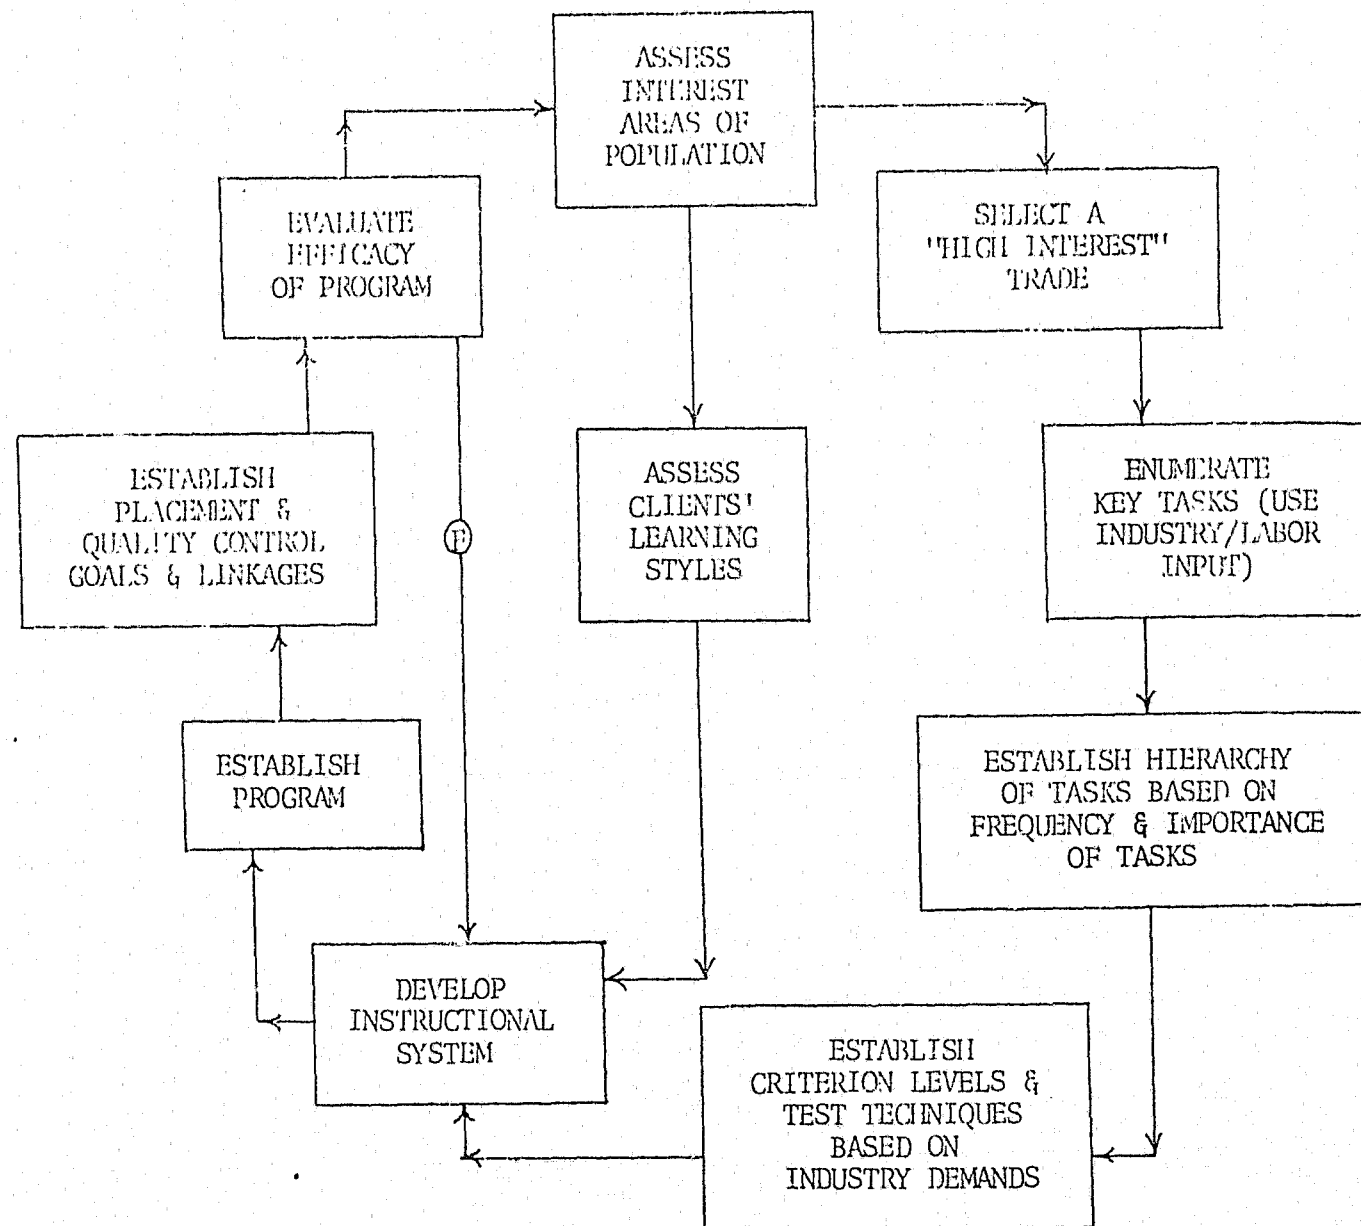 ASSESS
INTEREST
AREAS OF
POPULATION
EVALUATE
EFFICACY
OF PROGRAM
SELECT A
"HIGH INTEREST"
TRADE
ESTABLISH
PLACEMENT &
QUALITY CONTROL
GOALS & LINKAGES
ASSESS
CLIENTS'
LEARNING
STYLES
ENUMERATE
KEY TASKS (USE
INDUSTRY/LABOR
INPUT)
ESTABLISH
PROGRAM
ESTABLISH HIERARCHY
OF TASKS BASED ON
FREQUENCY & IMPORTANCE
OF TASKS
DEVELOP
INSTRUCTIONAL
SYSTEM
ESTABLISH
CRITERION LEVELS &
TEST TECHNIQUES
BASED ON
INDUSTRY DEMANDS